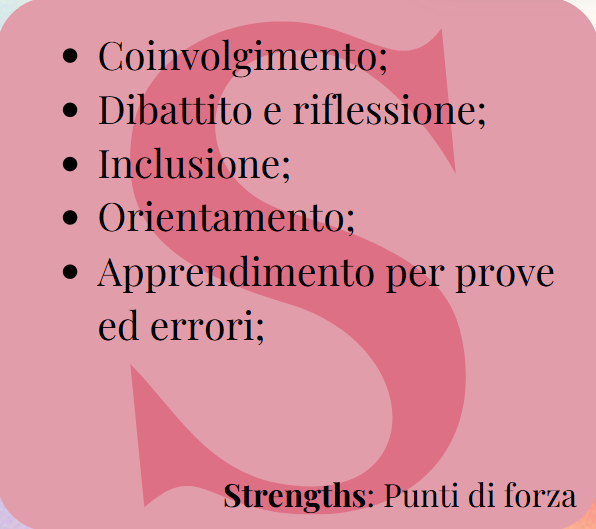 S
• Coinvolgimento;
• Dibattito e riflessione;
• Inclusione;
• Orientamento;
• Apprendimento per prove
ed errori;
Strengths: Punti di forza